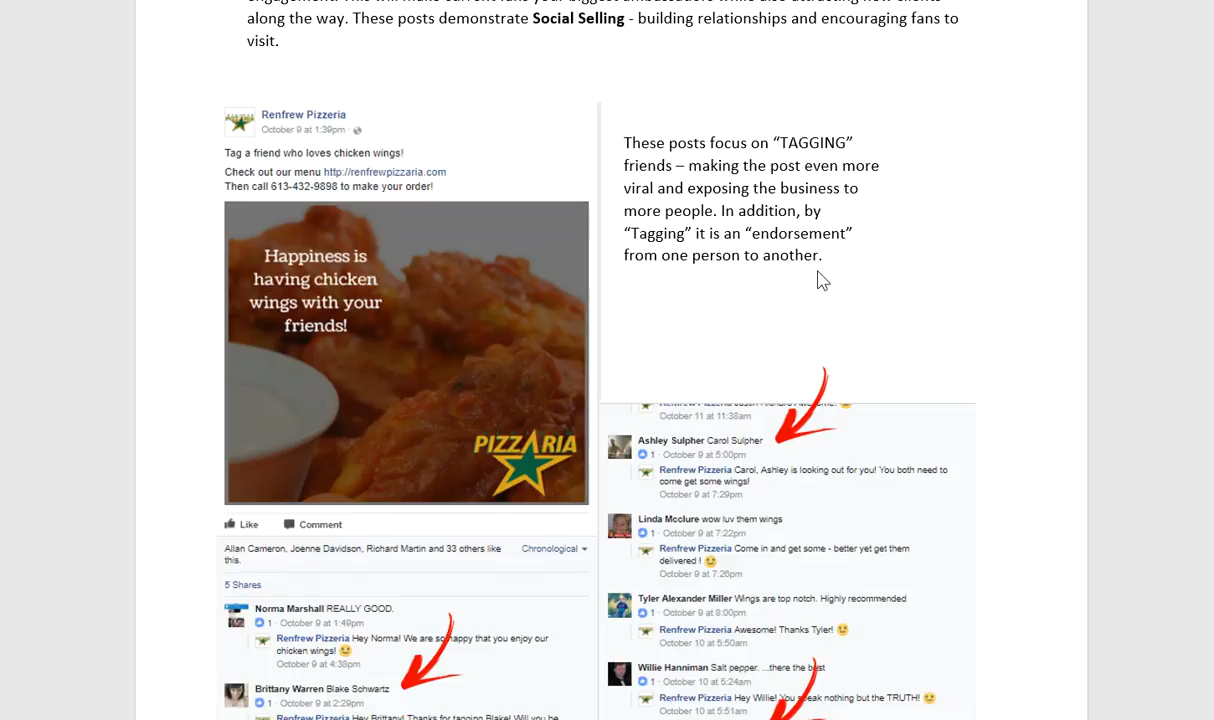 along the way. These posts demonstrate Social Selling - building relationships and encouraging fans to
visit.
Renfrew Pizzeria
October 9 at 1:39pm ·
Tag a friend who loves chicken wings!
Check out our menu http://renfrewpizzaria.com
Then call 613-432-9898 to make your order!
Happiness is
having chicken
wings with your
friends!
PIZZARIA
Like Comment
Allan Cameron, Joenne Davidson, Richard Martin and 33 others like
this.
Chronological
5 Shares
Norma Marshall REALLY GOOD.
1 · October 9 at 1:49pm
Renfrew Pizzeria Hey Norma! We are so happy that you enjoy our
chicken wings!
October 9 at 4:38pm
Brittany Warren Blake Schwartz
1 · October 9 at 2:29pm
Renfrew Pizzeria Hey Brittany! Thanks for tagging Blake! Will you be
These posts focus on “TAGGING”
friends – making the post even more
viral and exposing the business to
more people. In addition, by
“Tagging” it is an “endorsement”
from one person to another.
October 11 at 11:38am
Ashley Sulpher Carol Sulpher
1 · October 9 at 5:00pm
Renfrew Pizzeria Carol, Ashley is looking out for you! You both need to
come get some wings!
October 9 at 7:29pm
Linda Mcclure wow luv them wings
1 · October 9 at 7:22pm
Renfrew Pizzeria Come in and get some - better yet get them
delivered !
October 9 at 7:26pm
Tyler Alexander Miller Wings are top notch. Highly recommended
1 · October 9 at 8:00pm
Renfrew Pizzeria Awesome! Thanks Tyler!
October 10 at 5:50am
Willie Hanniman Salt pepper. ...there the best
1 · October 10 at 5:24am
Renfrew Pizzeria Hey Willie! You speak nothing but the TRUTH!
October 10 at 5:51am